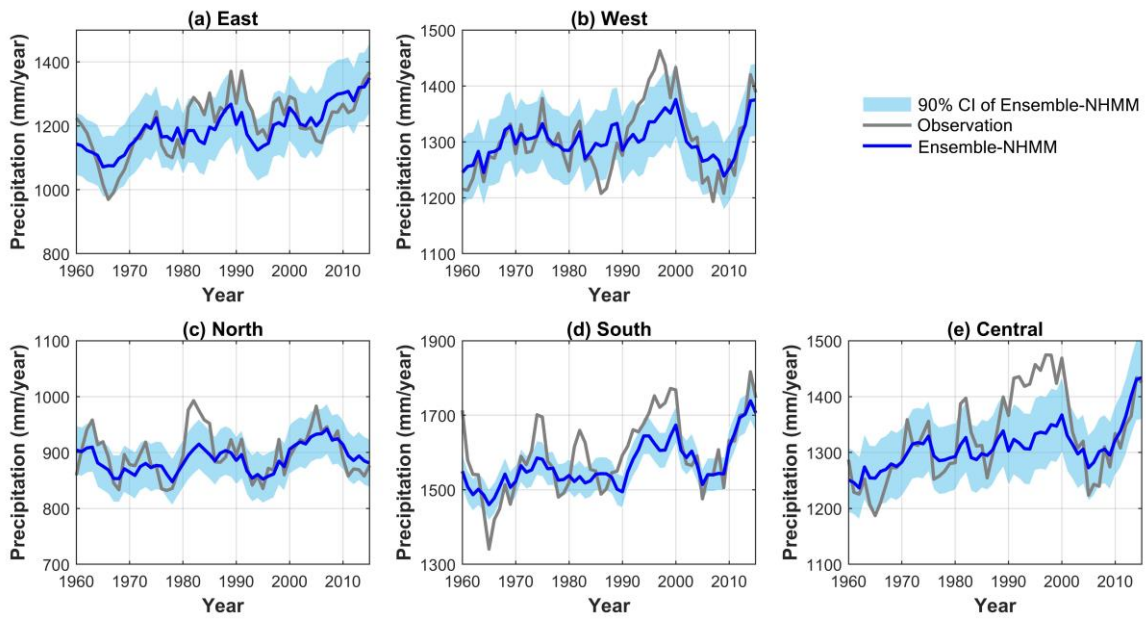 (a) East
Precipitation (mm/year)
1400
1200
1000
800
1960 1970 1980 1990 2000 2010
Year
(b) West
Precipitation (mm/year)
1500
1400
1300
1200
1100
1960 1970 1980 1990 2000 2010
Year
90% CI of Ensemble-NHMM
Observation
Ensemble-NHMM
(c) North
Precipitation (mm/year)
1100
1000
900
800
700
1960 1970 1980 1990 2000 2010
Year
(d) South
Precipitation (mm/year)
1900
1700
1500
1300
1960 1970 1980 1990 2000 2010
Year
(e) Central
Precipitation (mm/year)
1500
1400
1300
1200
1100
1960 1970 1980 1990 2000 2010
Year